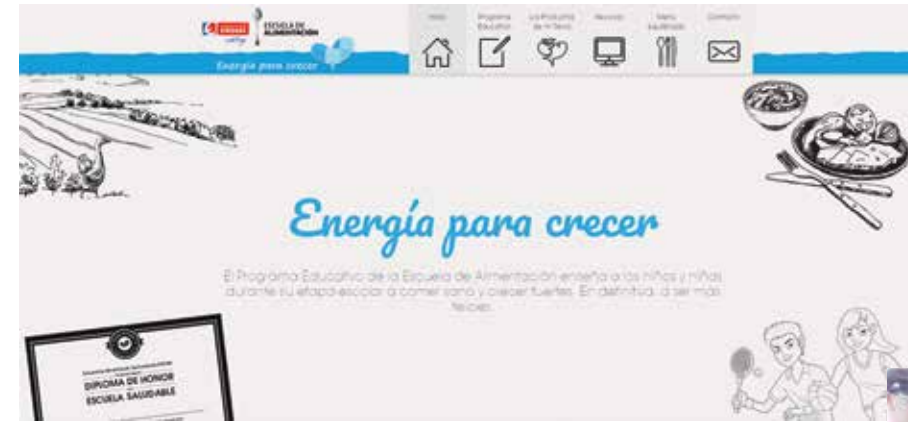 EROSKI
ESCUELA DE
ALIMENTACIÓN
Energía para crecer
Inicio
Programa
Educativo
Los Productos
de mi Tierra
Recursos
Menú
equilibrado
Contacto
Energía para crecer
El Programa Educativo de la Escuela de Alimentación enseña a los niños y niñas
durante su etapa escolar a comer sano y crecer fuertes. En definitiva, a ser más
felices.
DIPLOMA DE HONOR
ESCUELA SALUDABLE